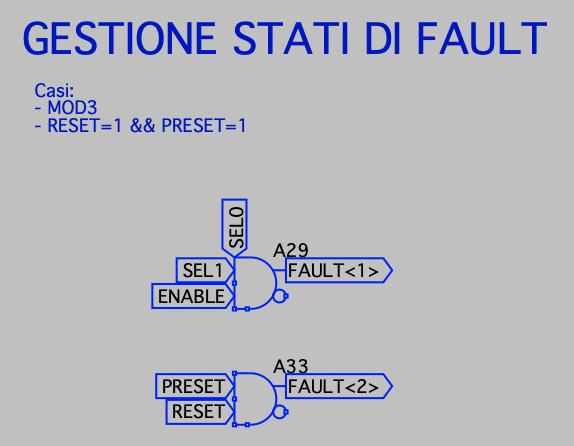 GESTIONE STATI DI FAULT
Casi:
- MOD3
- RESET=1 && PRESET=1
SEL0
A29
SEL1
FAULT<1>
ENABLE
A33
PRESET
FAULT<2>
RESET